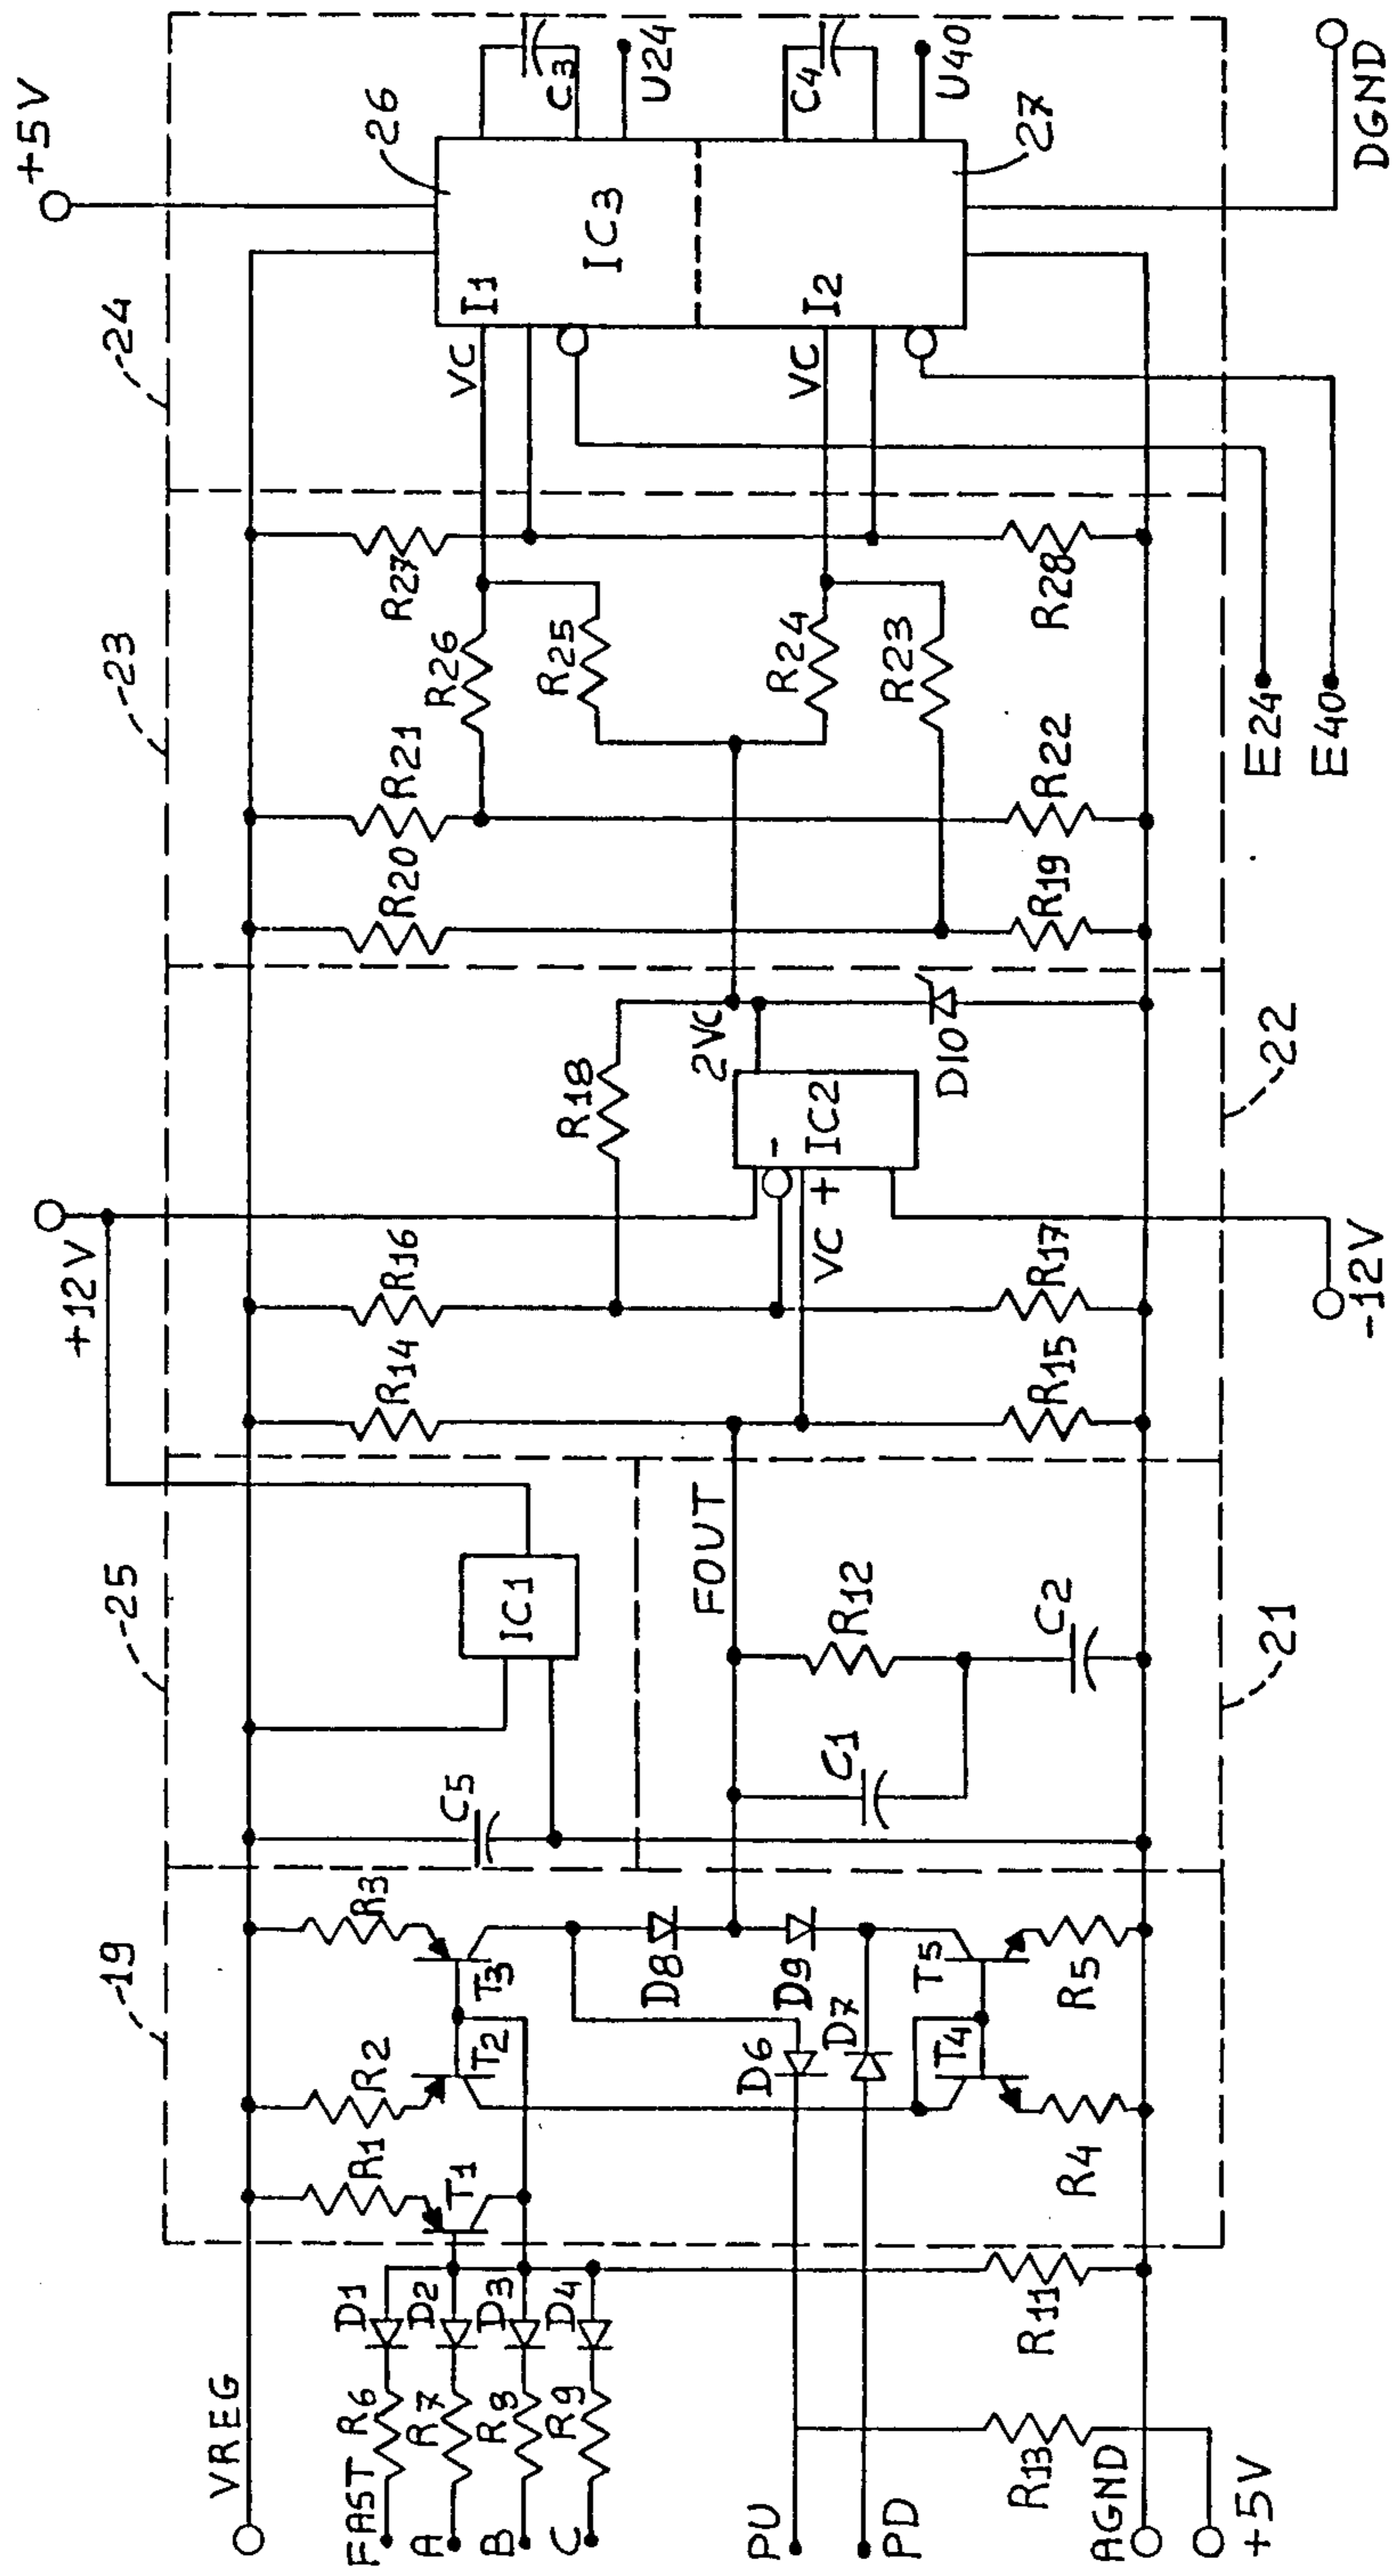 +5V
+12V
24
23
25
19
26
C3
U24
C4
U40
27
DGND
I1
IC3
I2
VC
VC
R27
R26
R25
R24
R23
R28
R21
R20
R22
R19
E24
E40
2VC
R18
IC2
-
+
VC
D10
22
R16
R14
R17
R15
-12V
IC1
FOUT
R12
C2
C1
C5
21
R3
R2
R1
T3
T2
T1
D8
D9
D6
D7
T5
T4
R5
R4
D1
D2
D3
D4
R6
R7
R8
R9
R11
R13
VREG
FAST
A
B
C
PU
PD
AGND
+5V